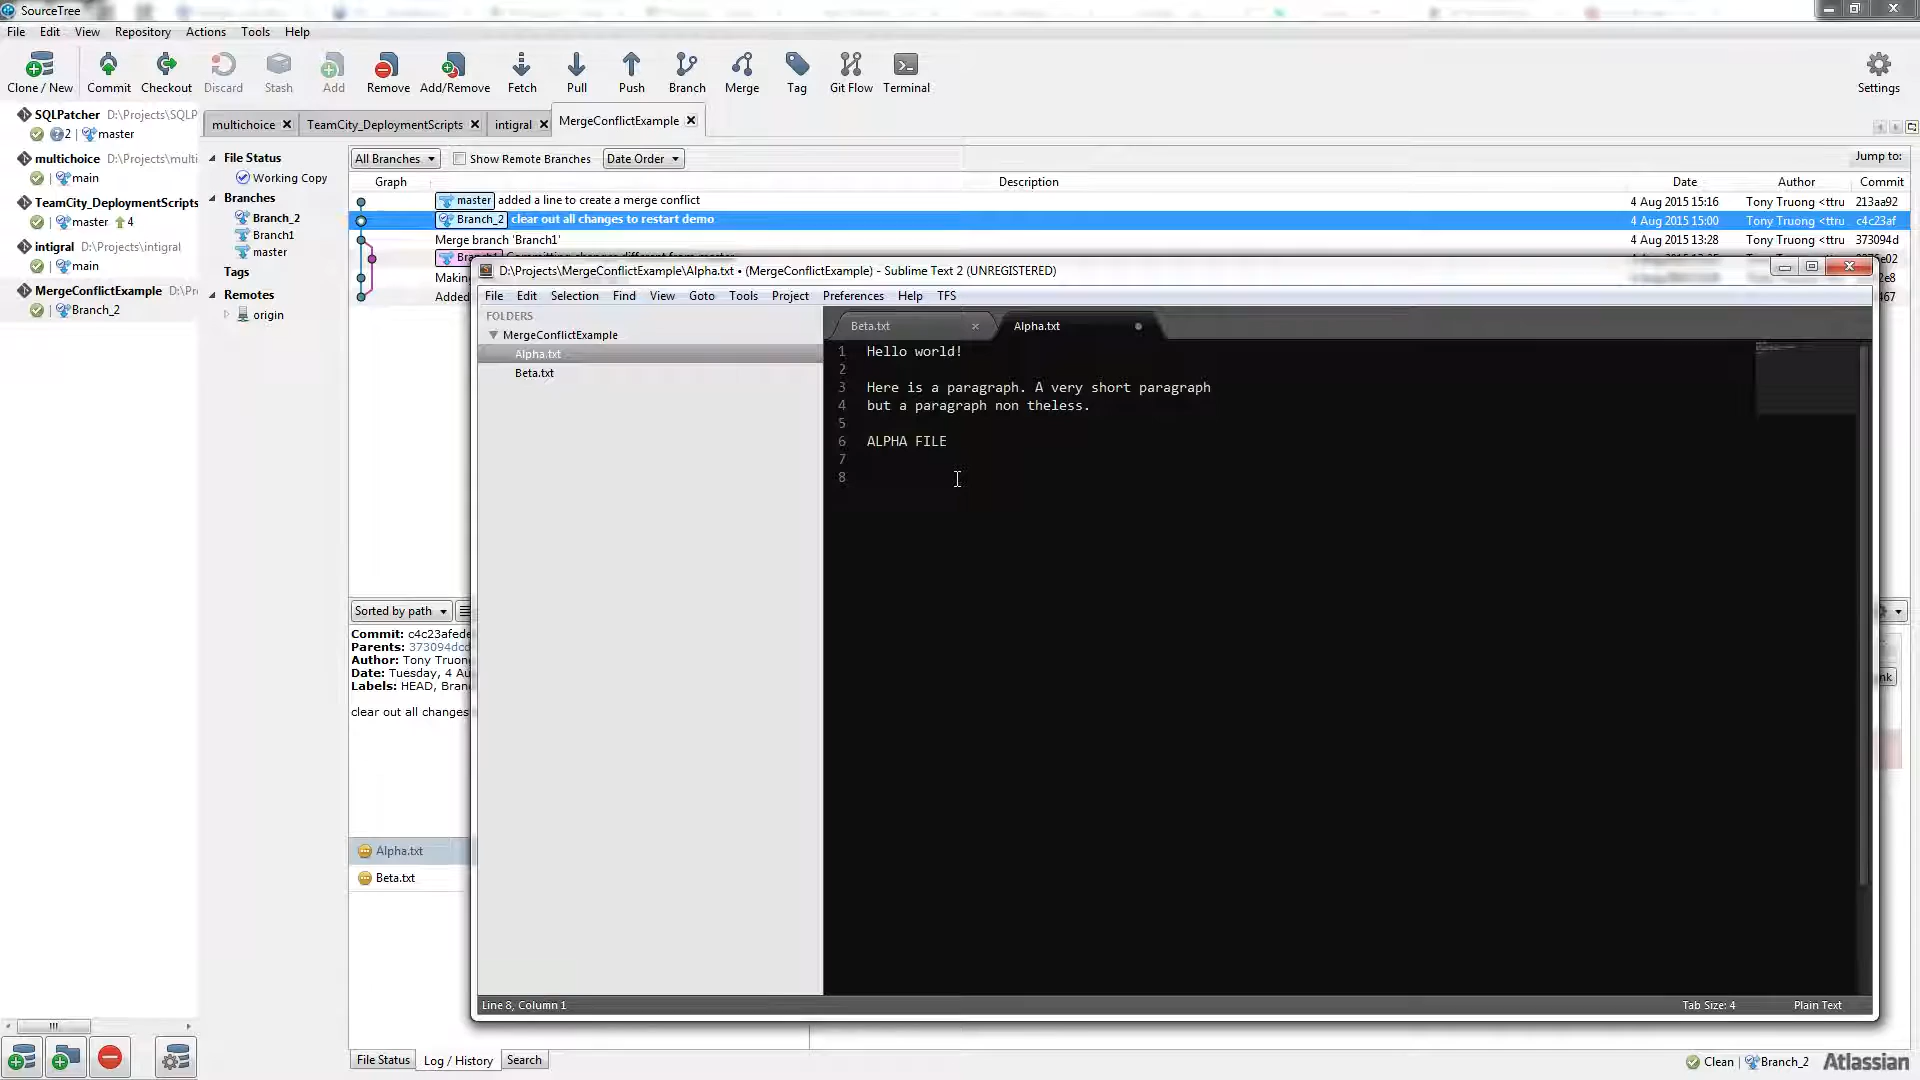 SourceTree
File Edit View Repository Actions Tools Help
Clone / New Commit Checkout Discard Stash Add Remove Add/Remove Fetch Pull Push Branch Merge Tag Git Flow Terminal Settings
SQLPatcher D:\Projects\SQLP
2 | master
multichoice D:\Projects\multi
| main
TeamCity_DeploymentScripts
| master 4
intigral D:\Projects\intigral
| main
MergeConflictExample D:\Pr
| Branch_2
multichoice TeamCity_DeploymentScripts intigral MergeConflictExample
File Status
Working Copy
Branches
Branch_2
Branch1
master
Tags
Remotes
origin
All Branches Show Remote Branches Date Order Jump to:
Graph Description Date Author Commit
master added a line to create a merge conflict 4 Aug 2015 15:16 Tony Truong <ttru 213aa92
Branch_2 clear out all changes to restart demo 4 Aug 2015 15:00 Tony Truong <ttru c4c23af
Merge branch 'Branch1' 4 Aug 2015 13:28 Tony Truong <ttru 373094d
Makin
Added
D:\Projects\MergeConflictExample\Alpha.txt • (MergeConflictExample) - Sublime Text 2 (UNREGISTERED)
File Edit Selection Find View Goto Tools Project Preferences Help TFS
FOLDERS
MergeConflictExample
Alpha.txt
Beta.txt
Beta.txt Alpha.txt
1 Hello world!
2
3 Here is a paragraph. A very short paragraph
4 but a paragraph non theless.
5
6 ALPHA FILE
7
8
Line 8, Column 1 Tab Size: 4 Plain Text
Sorted by path
Commit: c4c23afede
Parents: 373094dcd
Author: Tony Truon
Date: Tuesday, 4 Au
Labels: HEAD, Bran
clear out all changes
nk
Alpha.txt
Beta.txt
File Status Log / History Search
Clean Branch_2 Atlassian